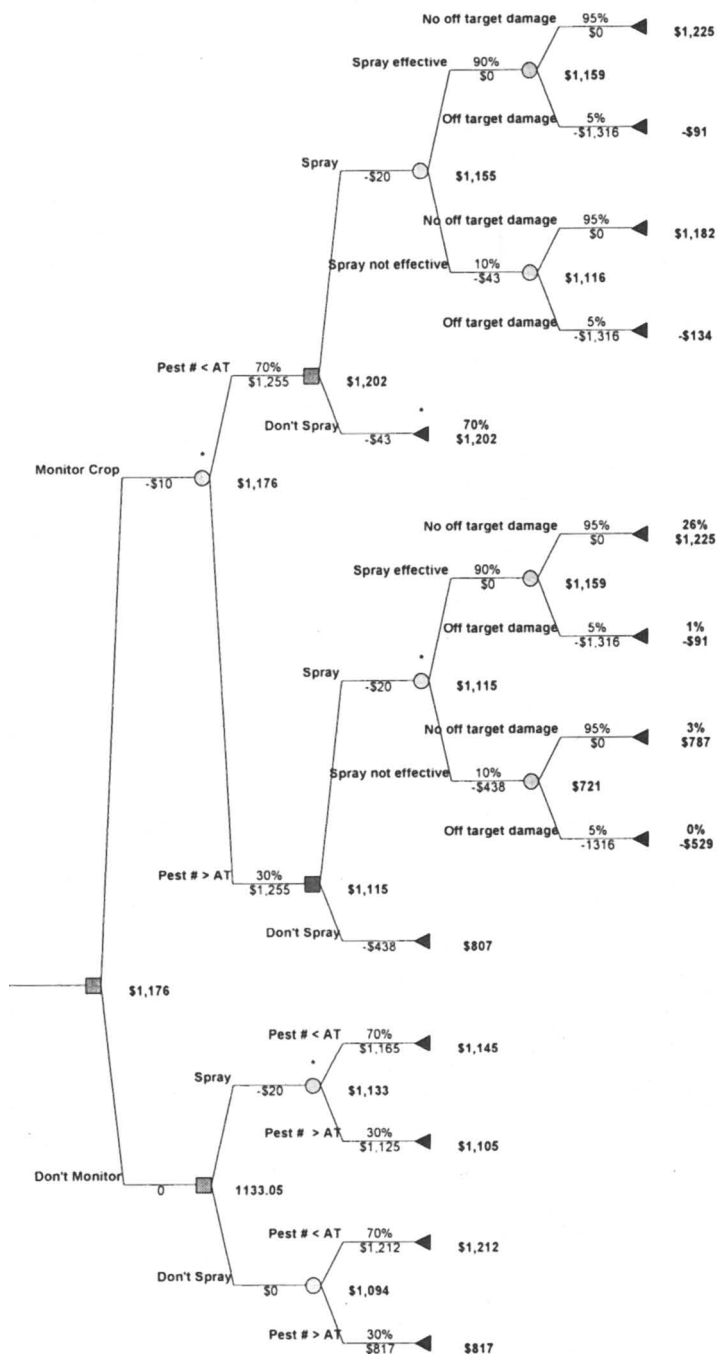 No off target damage 95% $0 $1,225
Spray effective 90% $0 $1,159
Off target damage 5% -$1,316 -$91
Spray -$20 $1,155
No off target damage 95% $0 $1,182
Spray not effective 10% -$43 $1,116
Off target damage 5% -$1,316 -$134
Pest # < AT 70% $1,255 $1,202
Don't Spray -$43 * 70% $1,202
Monitor Crop -$10 * $1,176
No off target damage 95% $0 26% $1,225
Spray effective 90% $0 $1,159
Off target damage 5% -$1,316 1% -$91
Spray -$20 * $1,115
No off target damage 95% $0 3% $787
Spray not effective 10% -$438 $721
Off target damage 5% -1316 0% -$529
Pest # > AT 30% $1,255 $1,115
Don't Spray -$438 $807
$1,176
Pest # < AT 70% $1,165 $1,145
Spray -$20 * $1,133
Pest # > AT 30% $1,125 $1,105
Don't Monitor 0 1133.05
Pest # < AT 70% $1,212 $1,212
Don't Spray $0 $1,094
Pest # > AT 30% $817 $817